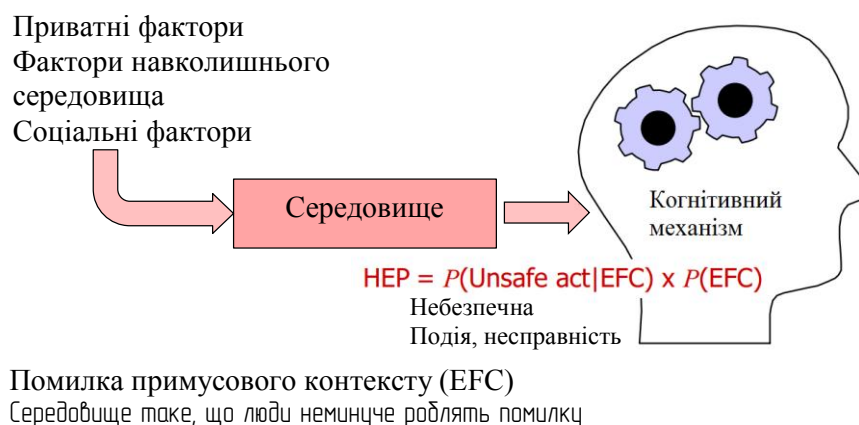 Приватні фактори
Фактори навколишнього
середовища
Соціальні фактори
Середовище
Когнітивний
механізм
HEP = P(Unsafe act|EFC) x P(EFC)
Небезпечна
Подія, несправність
Помилка примусового контексту (EFC)
Середовище таке, що люди неминуче роблять помилку